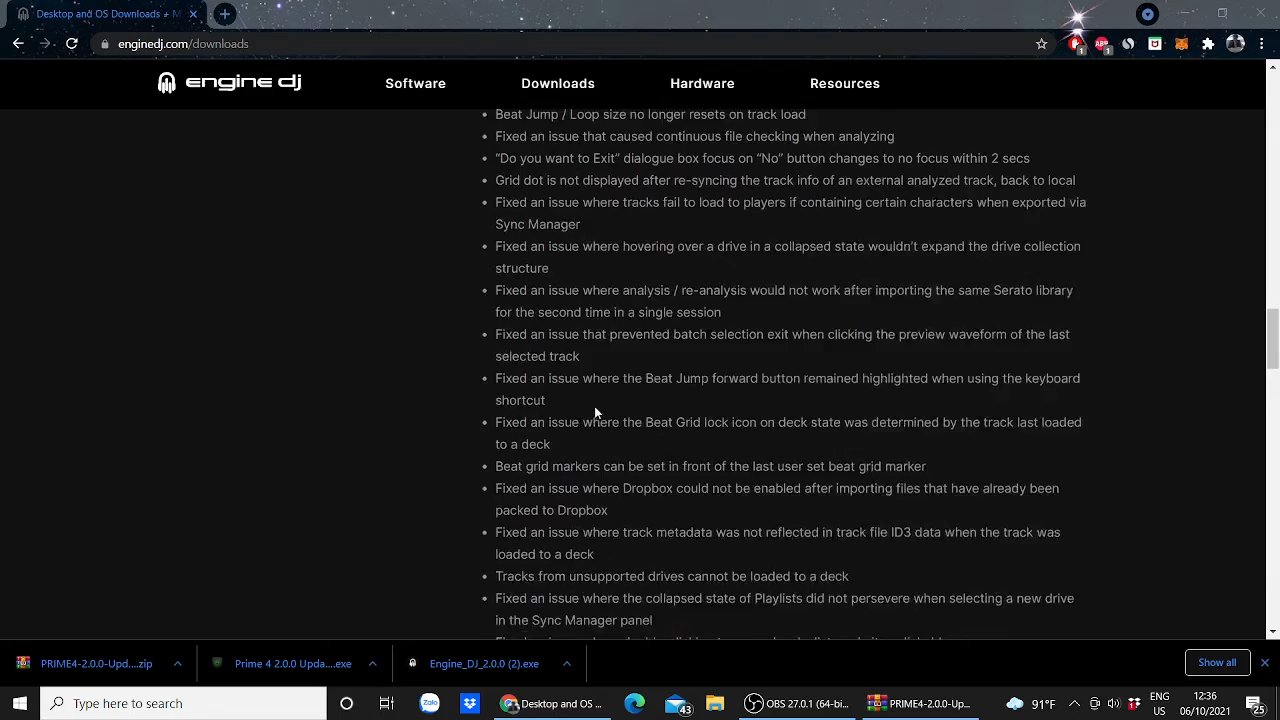 Desktop and OS Downloads + M
enginedj.com/downloads
1
ABP
1
engine dj
Software
Downloads
Hardware
Resources
Beat Jump / Loop size no longer resets on track load
Fixed an issue that caused continuous file checking when analyzing
“Do you want to Exit” dialogue box focus on “No” button changes to no focus within 2 secs
Grid dot is not displayed after re-syncing the track info of an external analyzed track, back to local
Fixed an issue where tracks fail to load to players if containing certain characters when exported via
Sync Manager
Fixed an issue where hovering over a drive in a collapsed state wouldn’t expand the drive collection
structure
Fixed an issue where analysis / re-analysis would not work after importing the same Serato library
for the second time in a single session
Fixed an issue that prevented batch selection exit when clicking the preview waveform of the last
selected track
Fixed an issue where the Beat Jump forward button remained highlighted when using the keyboard
shortcut
Fixed an issue where the Beat Grid lock icon on deck state was determined by the track last loaded
to a deck
Beat grid markers can be set in front of the last user set beat grid marker
Fixed an issue where Dropbox could not be enabled after importing files that have already been
packed to Dropbox
Fixed an issue where track metadata was not reflected in track file ID3 data when the track was
loaded to a deck
Tracks from unsupported drives cannot be loaded to a deck
Fixed an issue where the collapsed state of Playlists did not persevere when selecting a new drive
in the Sync Manager panel
PRIME4-2.0.0-Upd....zip
Prime 4 2.0.0 Upda....exe
Engine_DJ_2.0.0 (2).exe
Show all
Type here to search
Zalo
Desktop and OS ...
43
OBS 27.0.1 (64-bi...
PRIME4-2.0.0-Up...
91°F
ENG
US
12:36
06/10/2021
25